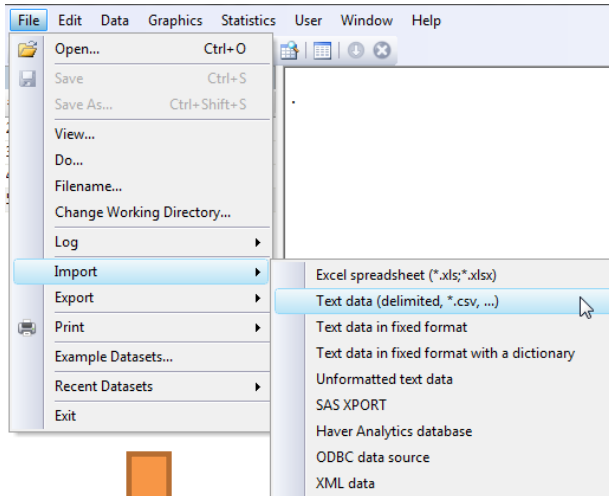 File Edit Data Graphics Statistics User Window Help
Open... Ctrl+O
Save Ctrl+S
Save As... Ctrl+Shift+S
View...
Do...
Filename...
Change Working Directory...
Log
Import
Export
Print
Example Datasets...
Recent Datasets
Exit
Excel spreadsheet (*.xls;*.xlsx)
Text data (delimited, *.csv, ...)
Text data in fixed format
Text data in fixed format with a dictionary
Unformatted text data
SAS XPORT
Haver Analytics database
ODBC data source
XML data